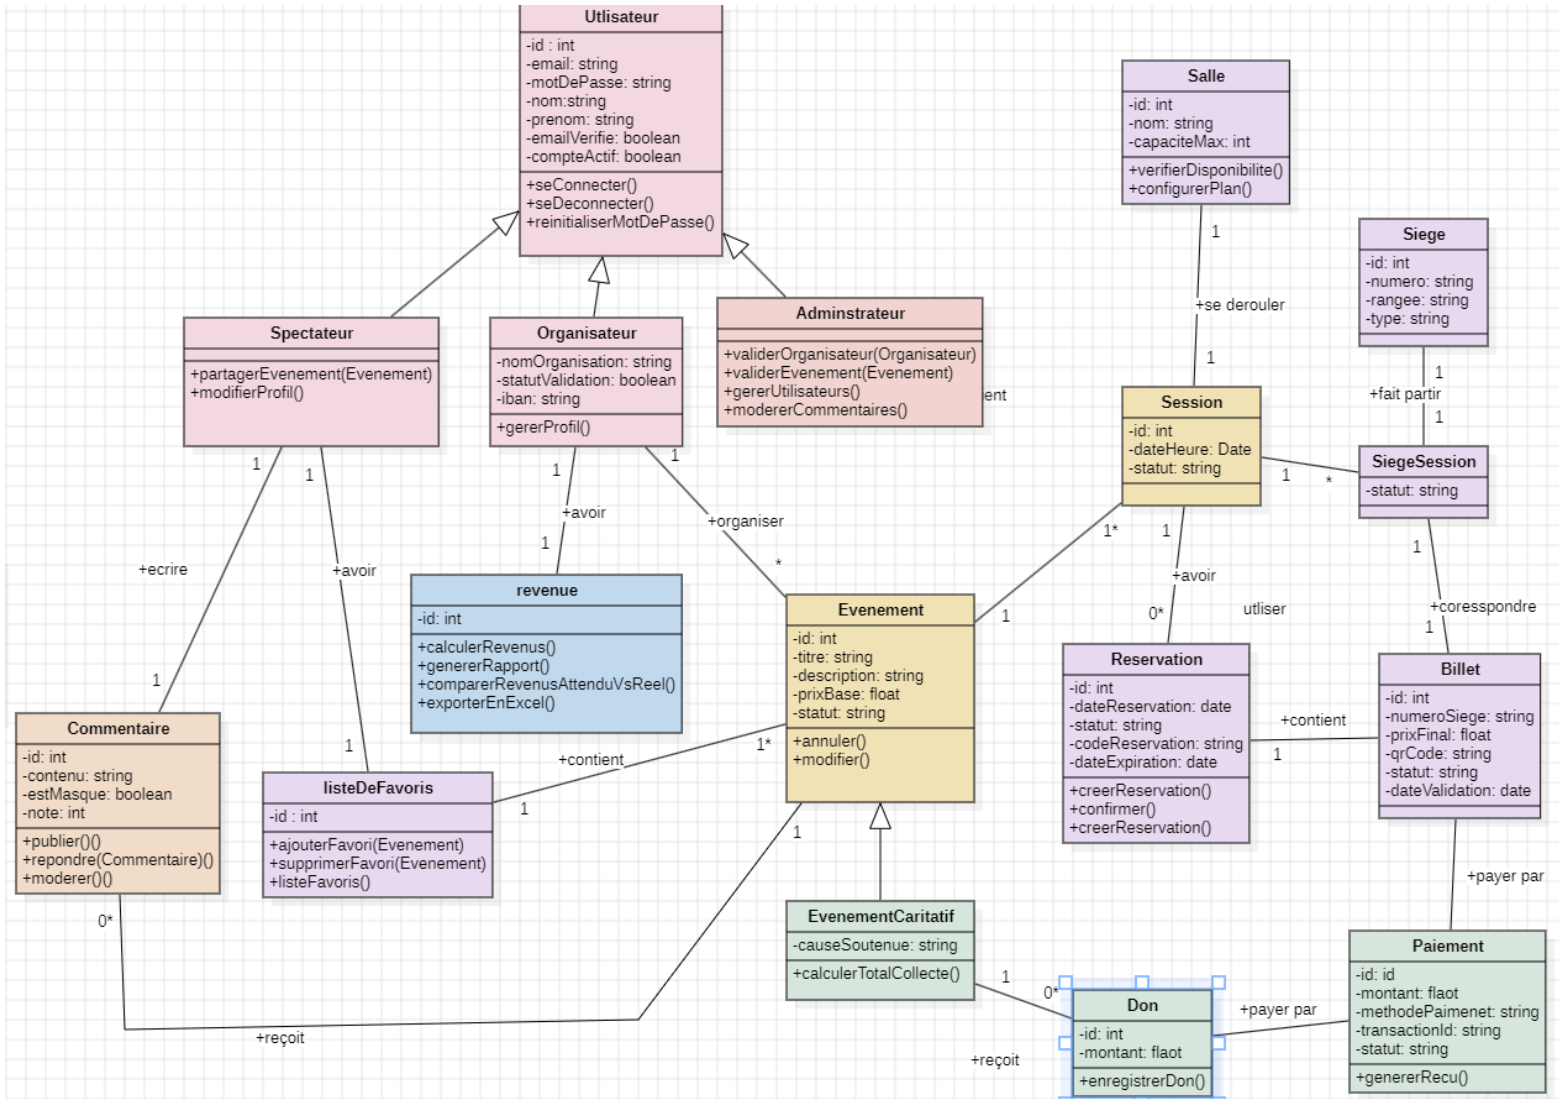 Utlisateur
-id : int
-email: string
-motDePasse: string
-nom:string
-prenom: string
-emailVerifie: boolean
-compteActif: boolean
+seConnecter()
+seDeconnecter()
+reinitialiserMotDePasse()
Salle
-id: int
-nom: string
-capaciteMax: int
+verifierDisponibilite()
+configurerPlan()
1
+se derouler
1
Siege
-id: int
-numero: string
-rangee: string
-type: string
1
+fait partir
1
Spectateur
+partagerEvenement(Evenement)
+modifierProfil()
Organisateur
-nomOrganisation: string
-statutValidation: boolean
-iban: string
+gererProfil()
Adminstrateur
+validerOrganisateur(Organisateur)
+validerEvenement(Evenement)
+gererUtilisateurs()
+modererCommentaires()
ent
Session
-id: int
-dateHeure: Date
-statut: string
1
*
SiegeSession
-statut: string
1
+coresspondre
1
1
+ecrire
1
1
+avoir
1
1
+avoir
1
1
+organiser
*
1*
1
1
+avoir
0*
utliser
revenue
-id: int
+calculerRevenus()
+genererRapport()
+comparerRevenusAttenduVsReel()
+exporterEnExcel()
Evenement
-id: int
-titre: string
-description: string
-prixBase: float
-statut: string
+annuler()
+modifier()
Reservation
-id: int
-dateReservation: date
-statut: string
-codeReservation: string
-dateExpiration: date
+creerReservation()
+confirmer()
+creerReservation()
+contient
1
Billet
-id: int
-numeroSiege: string
-prixFinal: float
-qrCode: string
-statut: string
-dateValidation: date
Commentaire
-id: int
-contenu: string
-estMasque: boolean
-note: int
+publier()()
+repondre(Commentaire)()
+moderer()()
listeDeFavoris
-id : int
+ajouterFavori(Evenement)
+supprimerFavori(Evenement)
+listeFavoris()
1*
+contient
1
1
0*
+reçoit
+payer par
EvenementCaritatif
-causeSoutenue: string
+calculerTotalCollecte()
1
0*
+reçoit
Don
-id: int
-montant: flaot
+enregistrerDon()
+payer par
Paiement
-id: id
-montant: flaot
-methodePaimenet: string
-transactionId: string
-statut: string
+genererRecu()